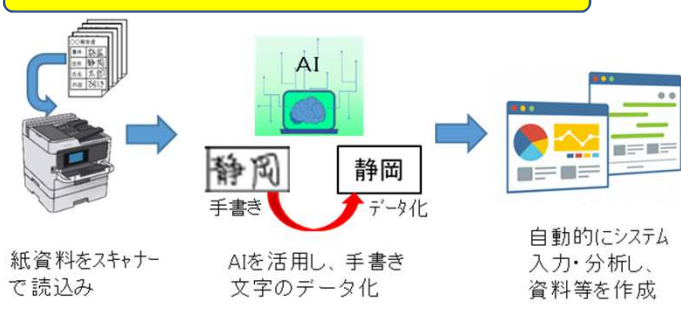 ○○報告書
AI
静岡
静岡
手書き
データ化
紙資料をスキャナー
で読込み
AIを活用し、手書き
文字のデータ化
自動的にシステム
入力・分析し、
資料等を作成